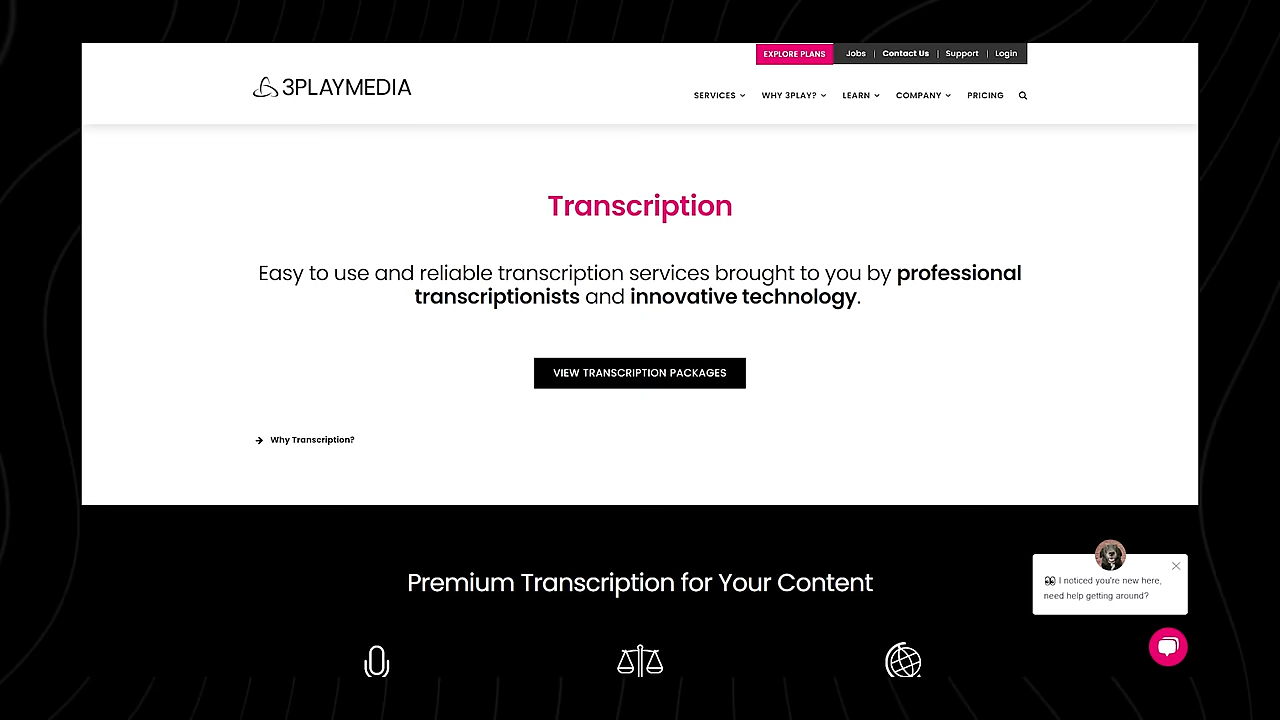 EXPLORE PLANS Jobs | Contact Us | Support | Login
3PLAYMEDIA
SERVICES WHY 3PLAY? LEARN COMPANY PRICING
Transcription
Easy to use and reliable transcription services brought to you by professional
transcriptionists and innovative technology.
VIEW TRANSCRIPTION PACKAGES
Why Transcription?
Premium Transcription for Your Content
👀 I noticed you're new here,
need help getting around?